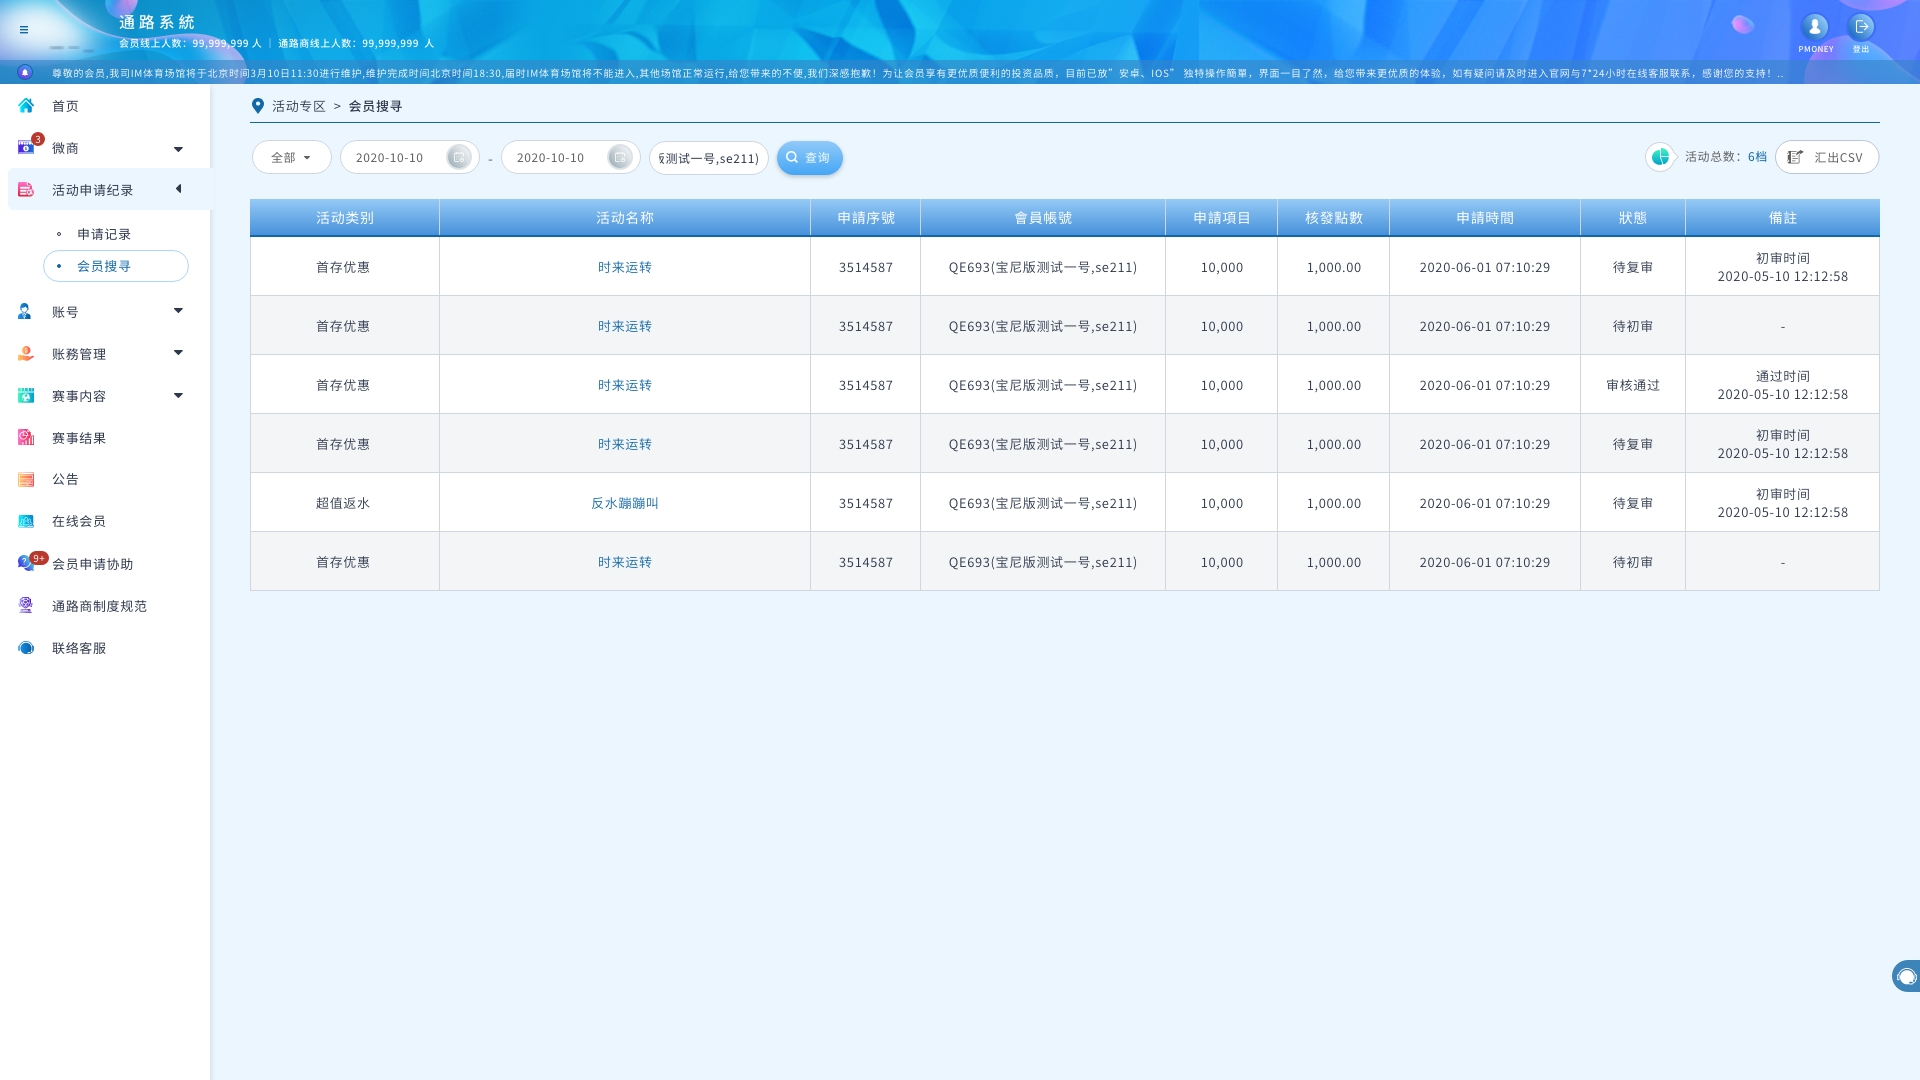 通路系統
会员线上人数：99,999,999 人 | 通路商线上人数：99,999,999 人
PMONEY
登出
尊敬的会员,我司IM体育场馆将于北京时间3月10日11:30进行维护,维护完成时间北京时间18:30,届时IM体育场馆将不能进入,其他场馆正常运行,给您带来的不便,我们深感抱歉！为让会员享有更优质便利的投资品质，目前已放”安卓、IOS” 独特操作簡單，界面一目了然，给您带来更优质的体验，如有疑问请及时进入官网与7*24小时在线客服联系，感谢您的支持！..
首页
3
微商
活动申请纪录
申请记录
会员搜寻
账号
账務管理
赛事内容
赛事结果
公告
在线会员
9+
会员申请协助
通路商制度规范
联络客服
活动专区 > 会员搜寻
全部
2020-10-10
-
2020-10-10
测试一号,se211)
查询
活动总数：6档
汇出CSV
活动类别 活动名称 申請序號 會員帳號 申請項目 核發點數 申請時間 狀態 備註
首存优惠 时来运转 3514587 QE693(宝尼版测试一号,se211) 10,000 1,000.00 2020-06-01 07:10:29 待复审 初审时间
2020-05-10 12:12:58
首存优惠 时来运转 3514587 QE693(宝尼版测试一号,se211) 10,000 1,000.00 2020-06-01 07:10:29 待初审 -
首存优惠 时来运转 3514587 QE693(宝尼版测试一号,se211) 10,000 1,000.00 2020-06-01 07:10:29 审核通过 通过时间
2020-05-10 12:12:58
首存优惠 时来运转 3514587 QE693(宝尼版测试一号,se211) 10,000 1,000.00 2020-06-01 07:10:29 待复审 初审时间
2020-05-10 12:12:58
超值返水 反水蹦蹦叫 3514587 QE693(宝尼版测试一号,se211) 10,000 1,000.00 2020-06-01 07:10:29 待复审 初审时间
2020-05-10 12:12:58
首存优惠 时来运转 3514587 QE693(宝尼版测试一号,se211) 10,000 1,000.00 2020-06-01 07:10:29 待初审 -